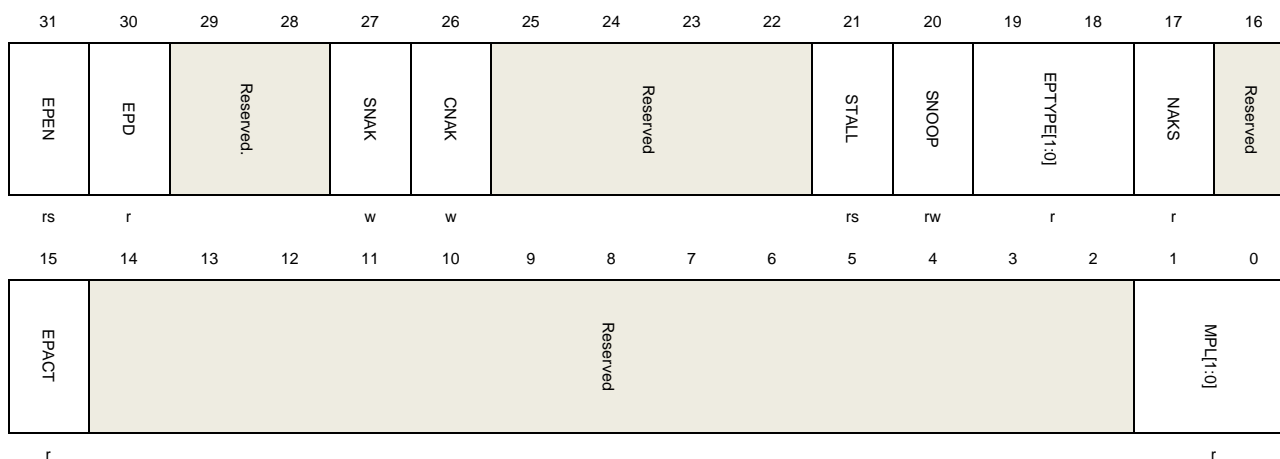 31 30 29 28 27 26 25 24 23 22 21 20 19 18 17 16
EPEN EPD Reserved. SNAK CNAK Reserved STALL SNOOP EPTYPE[1:0] NAKS Reserved
rs r w w rs rw r r
15 14 13 12 11 10 9 8 7 6 5 4 3 2 1 0
EPACT Reserved MPL[1:0]
r r